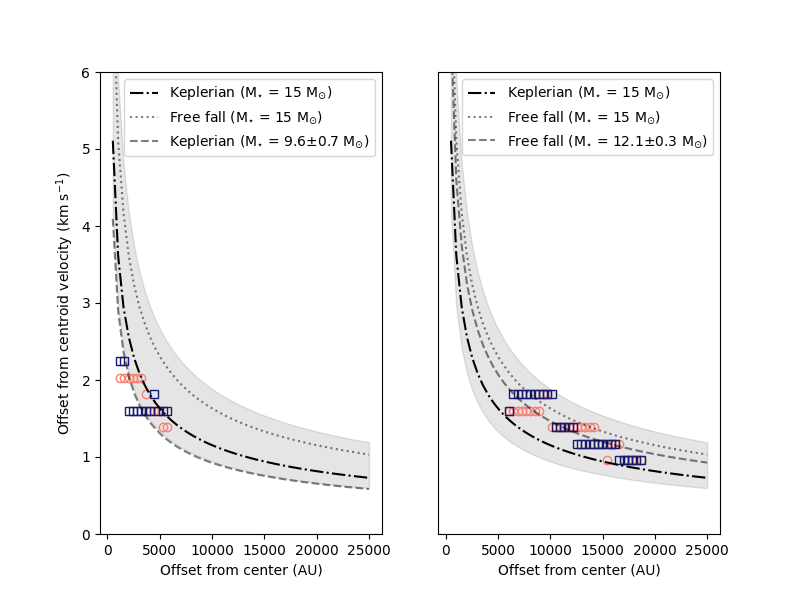 Keplerian (M⋆ = 15 M⊙)
Free fall (M⋆ = 15 M⊙)
Keplerian (M⋆ = 9.6±0.7 M⊙)
6
5
4
3
2
1
0
Offset from centroid velocity (km s⁻¹)
0 5000 10000 15000 20000 25000
Offset from center (AU)
Keplerian (M⋆ = 15 M⊙)
Free fall (M⋆ = 15 M⊙)
Free fall (M⋆ = 12.1±0.3 M⊙)
0 5000 10000 15000 20000 25000
Offset from center (AU)